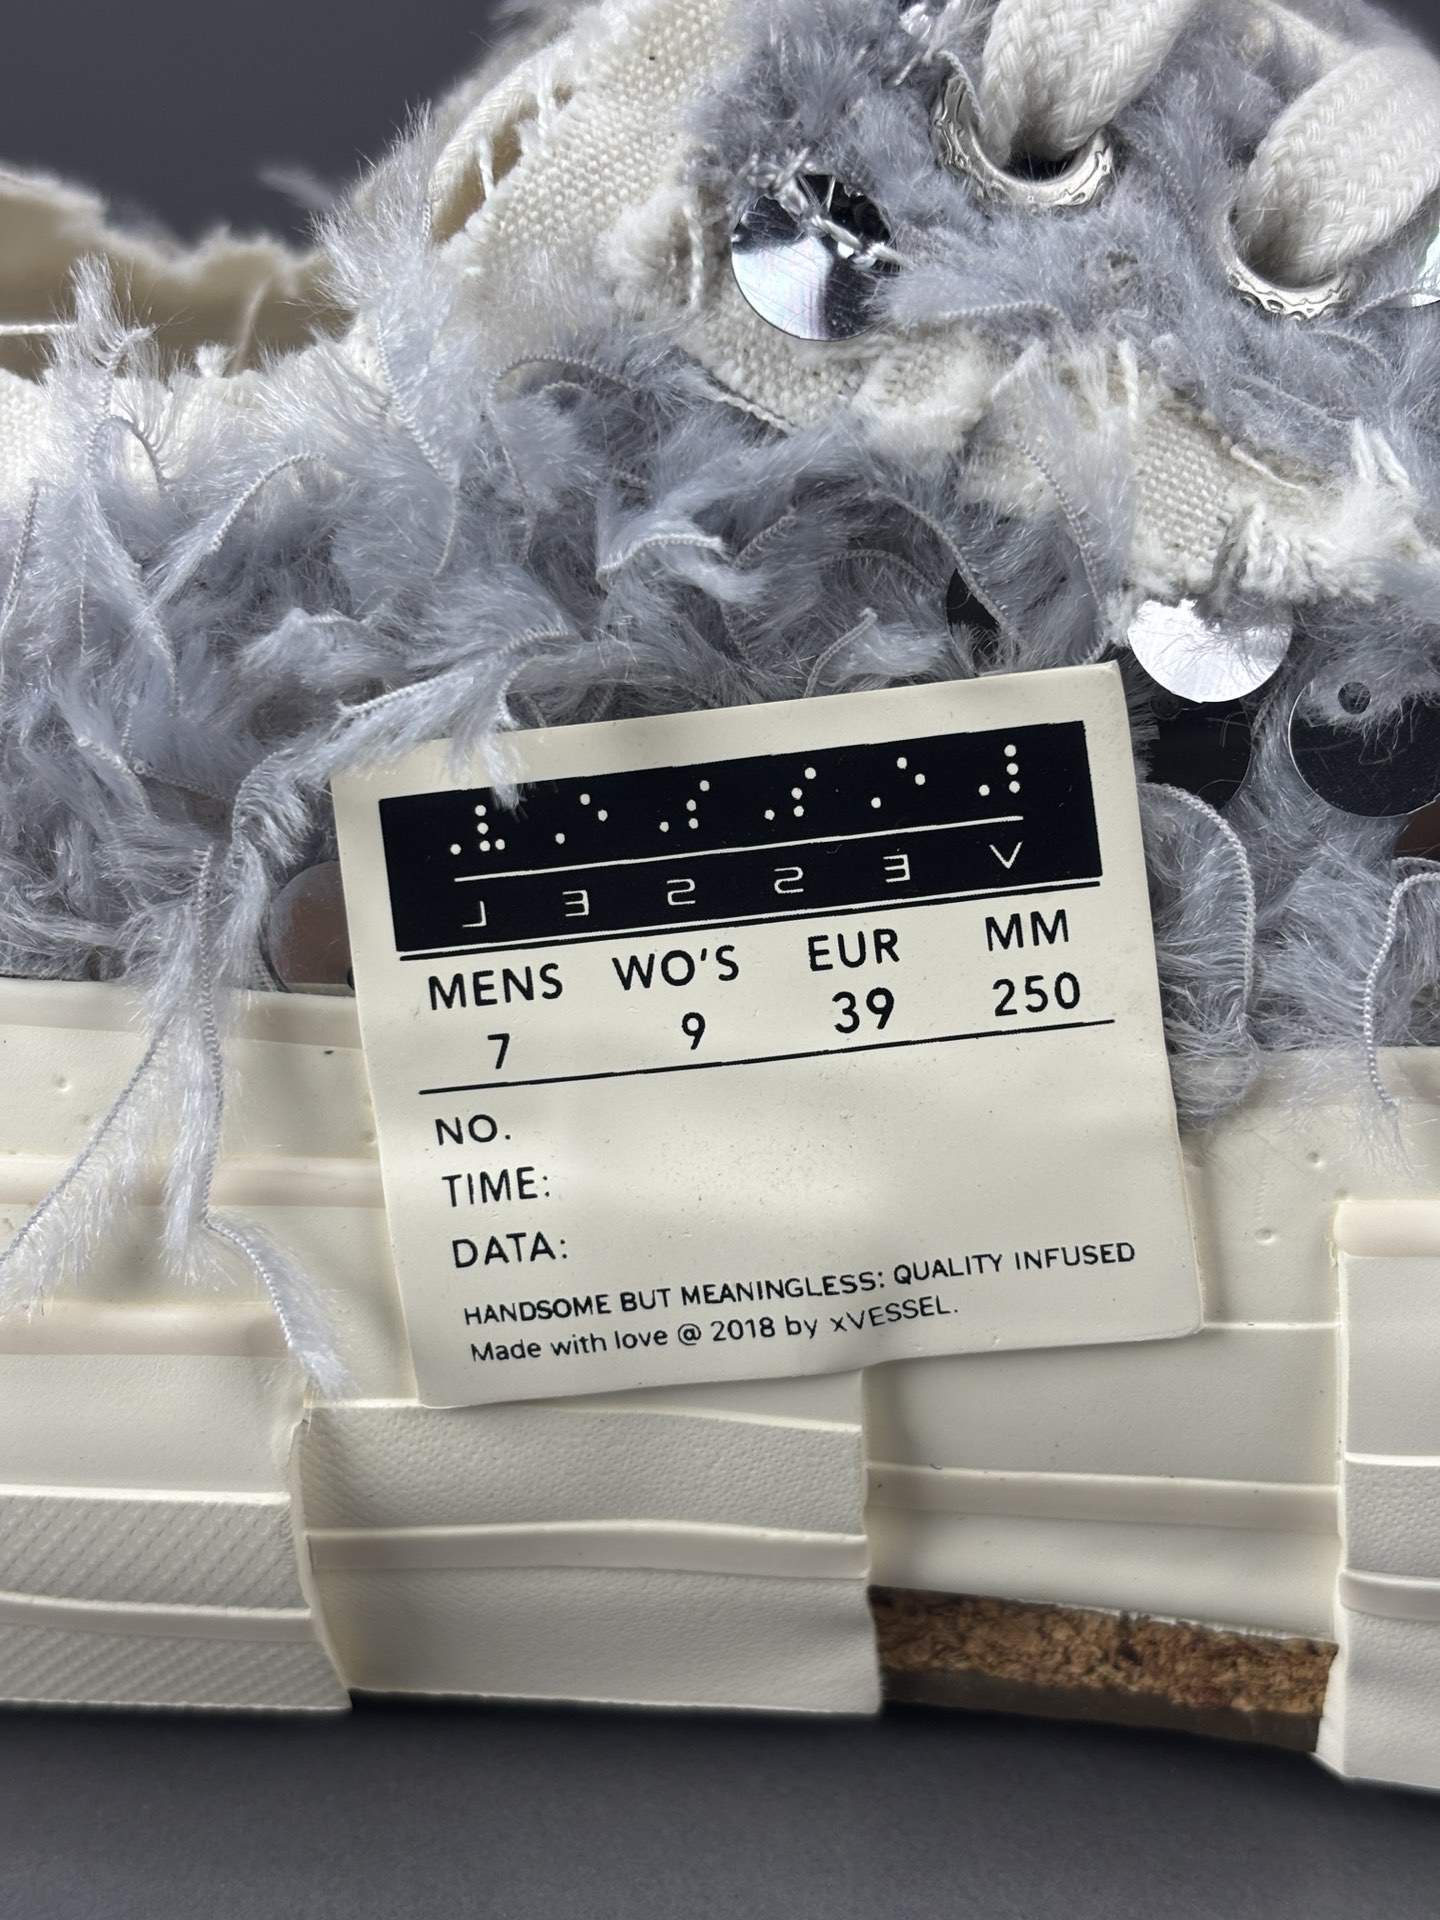 VESSEL
MENS WO'S EUR MM
7 9 39 250
NO.
TIME:
DATA:
HANDSOME BUT MEANINGLESS: QUALITY INFUSED
Made with love @ 2018 by xVESSEL.